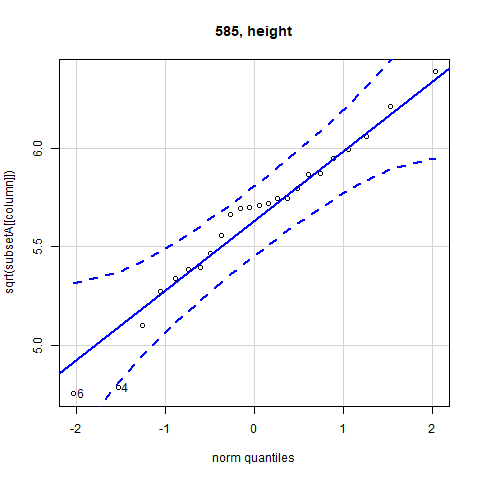 585, height
sqrt(subsetA[[column]])
6.0
5.5
5.0
6
4
-2 -1 0 1 2
norm quantiles